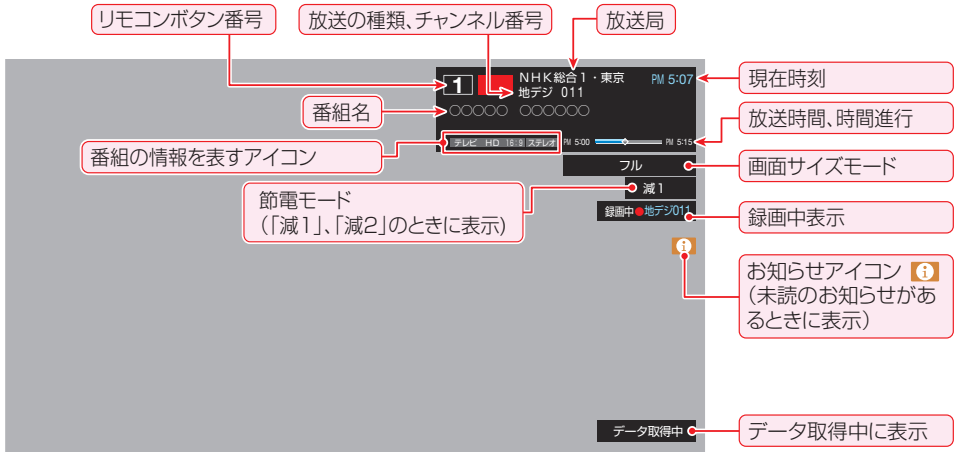 リモコンボタン番号
放送の種類、チャンネル番号
放送局
1
NHK総合1・東京
PM 5:07
地デジ 011
現在時刻
番組名
○○○○○ ○○○○○○
放送時間、時間進行
番組の情報を表すアイコン
テレビ HD 16:9 ステレオ
PM 5:00
PM 5:15
フル
画面サイズモード
節電モード
(「減1」、「減2」のときに表示)
減1
録画中●地デジ011
録画中表示
i
お知らせアイコン i
(未読のお知らせがあ
るときに表示)
データ取得中
データ取得中に表示